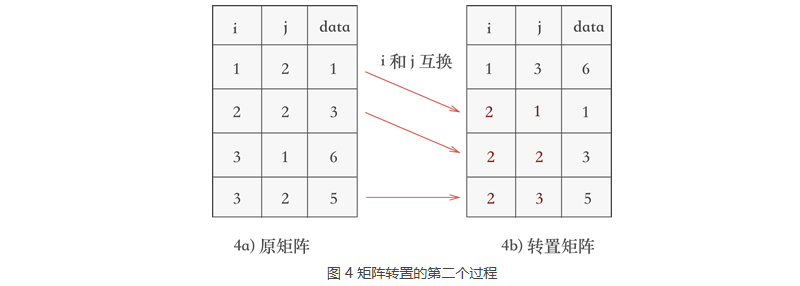 i j data i j data
1 2 1 i 和 j 互换 1 3 6
2 2 3 2 1 1
3 1 6 2 2 3
3 2 5 2 3 5
4a) 原矩阵 4b) 转置矩阵
图 4 矩阵转置的第二个过程